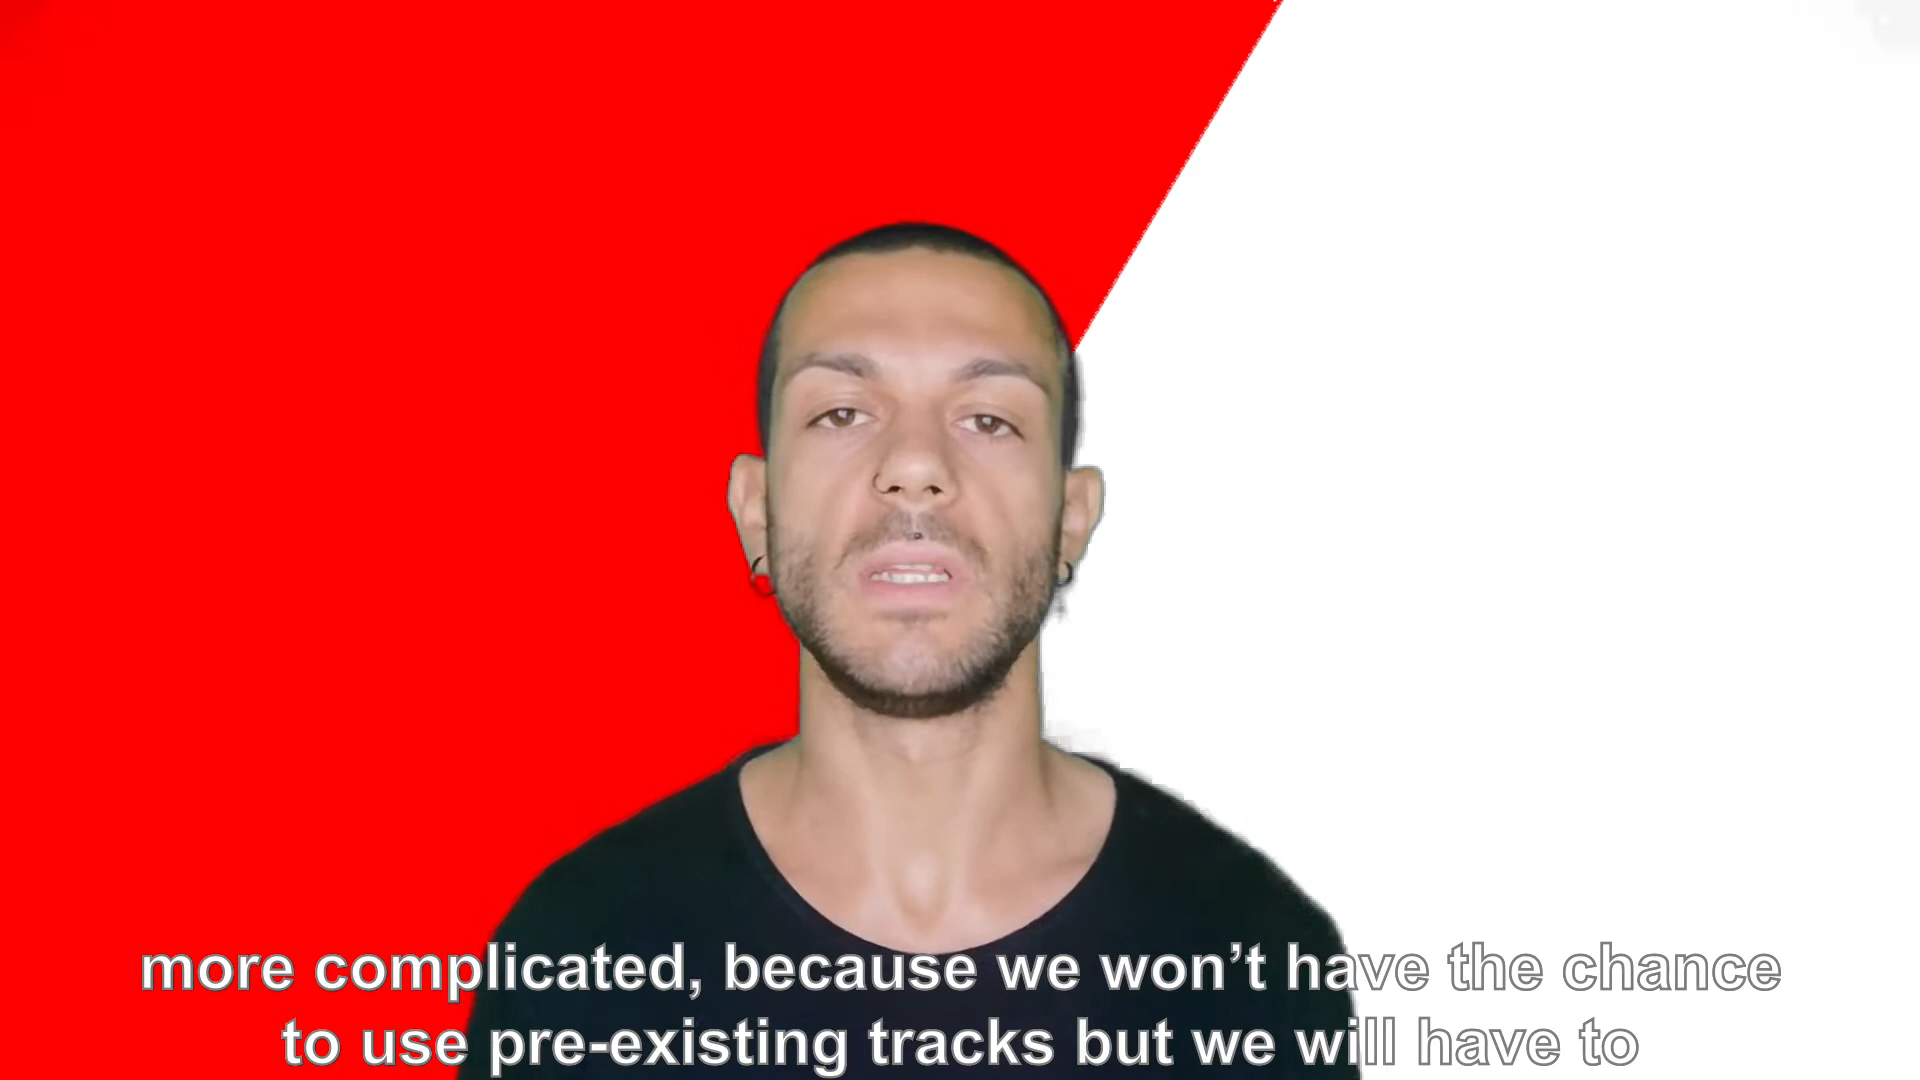 more complicated, because we won’t have the chance
to use pre-existing tracks but we will have to